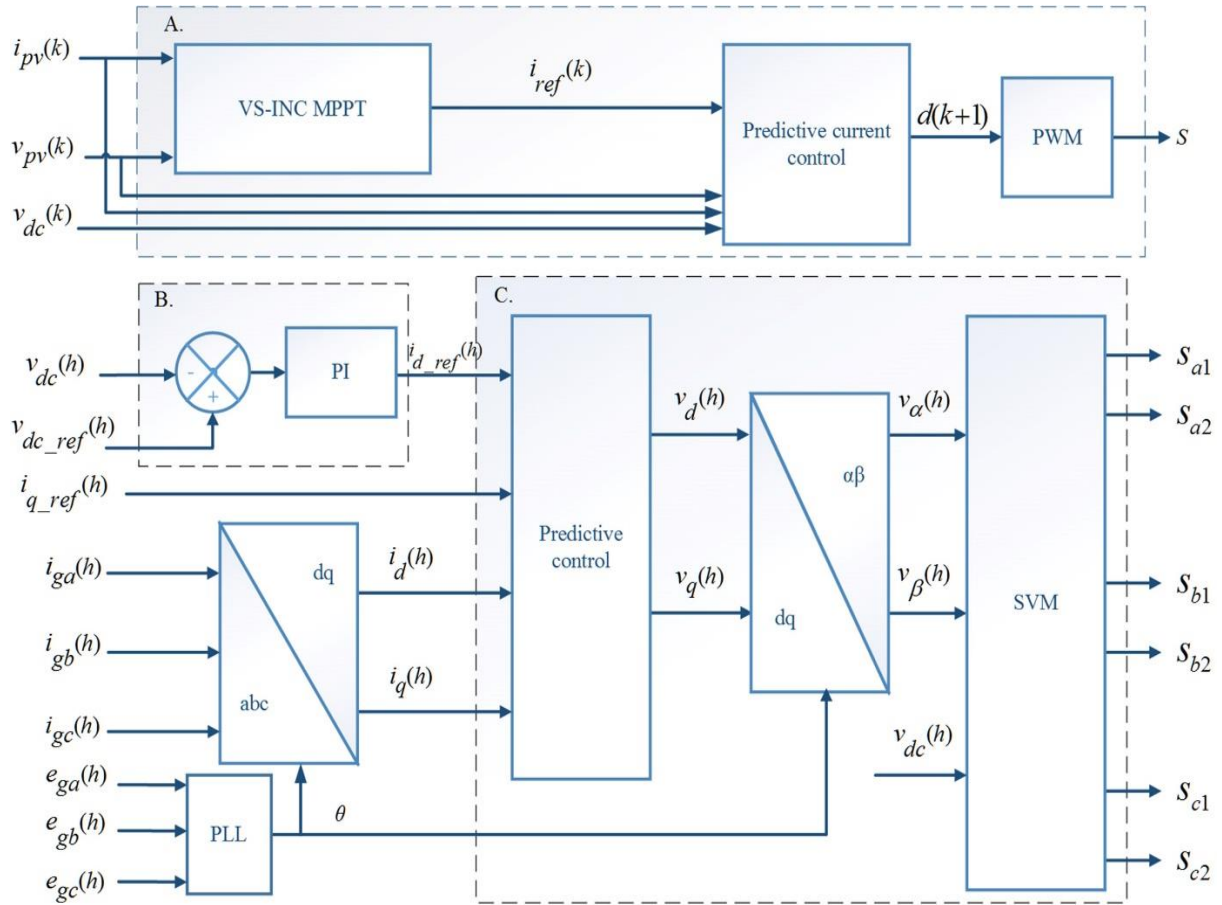 A.
i_pv(k)
VS-INC MPPT
i_ref(k)
Predictive current
control
d(k+1)
PWM
S
v_pv(k)
v_dc(k)
B.
C.
v_dc(h)
-
+
PI
i_d_ref(h)
v_dc_ref(h)
i_q_ref(h)
Predictive
control
v_d(h)
v_q(h)
αβ
dq
v_α(h)
v_β(h)
SVM
v_dc(h)
S_a1
S_a2
S_b1
S_b2
S_c1
S_c2
i_ga(h)
i_gb(h)
i_gc(h)
dq
abc
i_d(h)
i_q(h)
e_ga(h)
e_gb(h)
e_gc(h)
PLL
θ